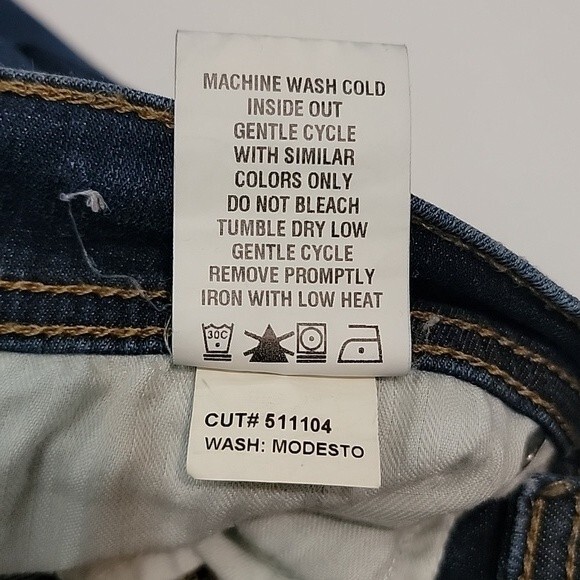 MACHINE WASH COLD
INSIDE OUT
GENTLE CYCLE
WITH SIMILAR
COLORS ONLY
DO NOT BLEACH
TUMBLE DRY LOW
GENTLE CYCLE
REMOVE PROMPTLY
IRON WITH LOW HEAT
30C
CUT# 511104
WASH: MODESTO